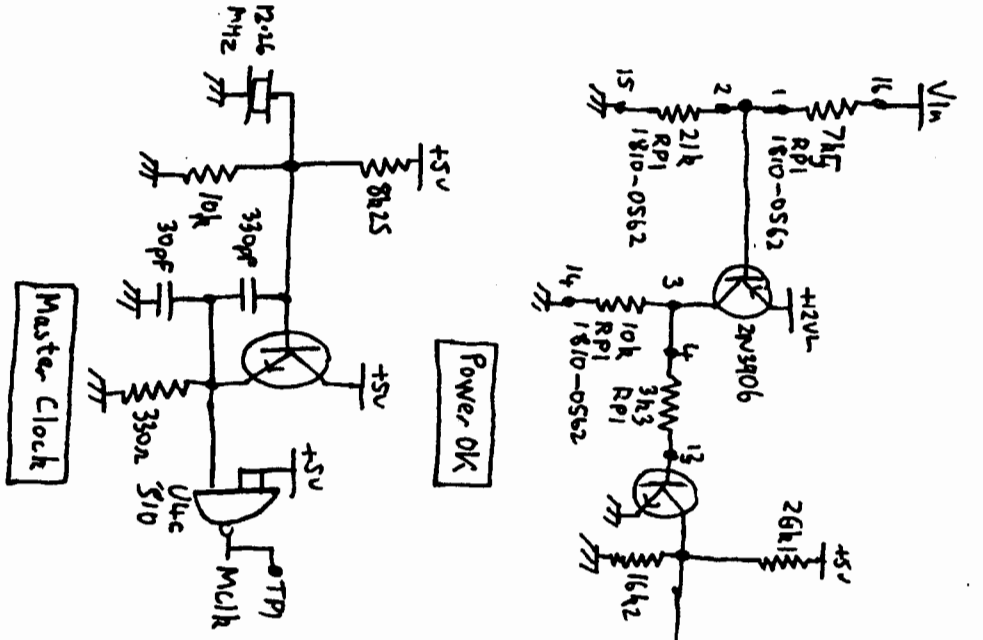 Vin
16
7k5
RP1
1810-0562
1
2
21k
RP1
1810-0562
15
+12VL
2N3906
3
10k
RP1
1810-0562
14
4
3k3
RP1
13
+5v
26k1
16k2
Power OK
+5v
8k25
12.26
MHz
10k
330pF
30pF
+5v
330Ω
+5v
U4c
S10
TP1
MClk
Master Clock